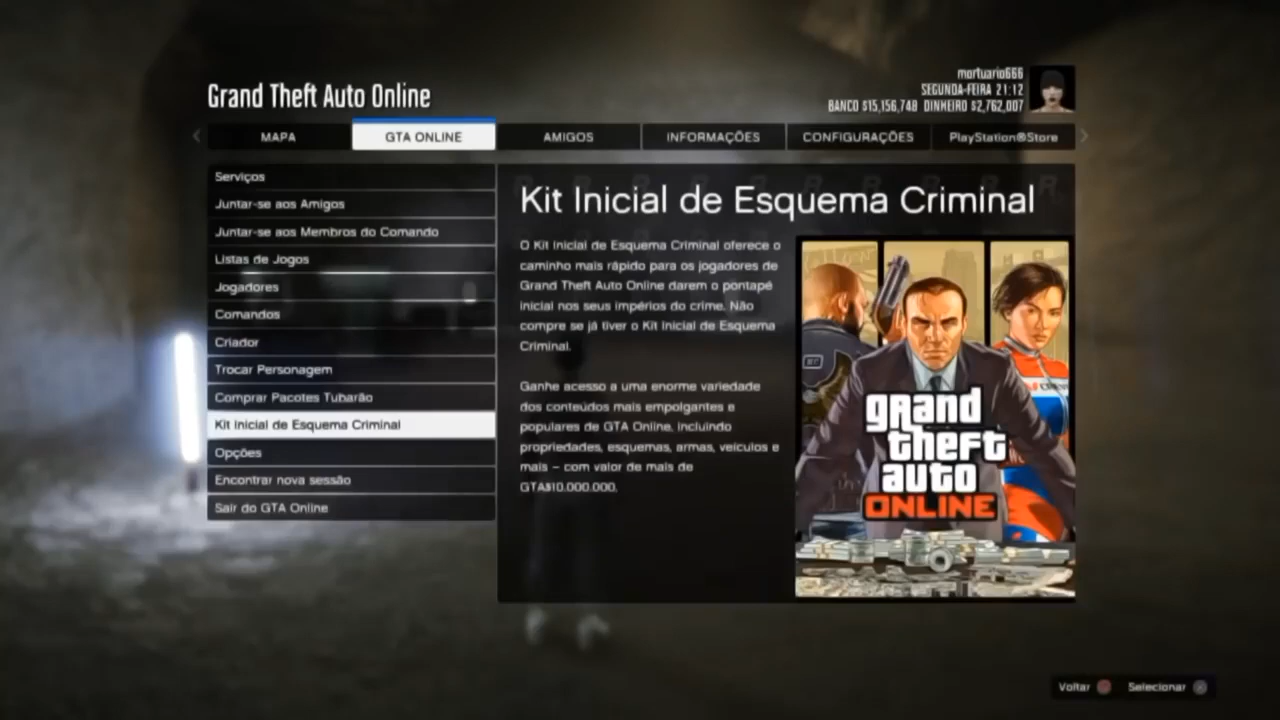 Grand Theft Auto Online
mortuario666
SEGUNDA-FEIRA 21:12
BANCO $15,156,748 DINHEIRO $2,762,007
MAPA
GTA ONLINE
AMIGOS
INFORMAÇÕES
CONFIGURAÇÕES
PlayStation®Store
Serviços
Juntar-se aos Amigos
Juntar-se aos Membros do Comando
Listas de Jogos
Jogadores
Comandos
Criador
Trocar Personagem
Comprar Pacotes Tubarão
Kit Inicial de Esquema Criminal
Opções
Encontrar nova sessão
Sair do GTA Online
Kit Inicial de Esquema Criminal
O Kit Inicial de Esquema Criminal oferece o
caminho mais rápido para os jogadores de
Grand Theft Auto Online darem o pontapé
inicial nos seus impérios do crime. Não
compre se já tiver o Kit Inicial de Esquema
Criminal.
Ganhe acesso a uma enorme variedade
dos conteúdos mais empolgantes e
populares de GTA Online, incluindo
propriedades, esquemas, armas, veículos e
mais – com valor de mais de
GTA$10.000.000.
grand
theft
auto
ONLINE
Voltar
Selecionar